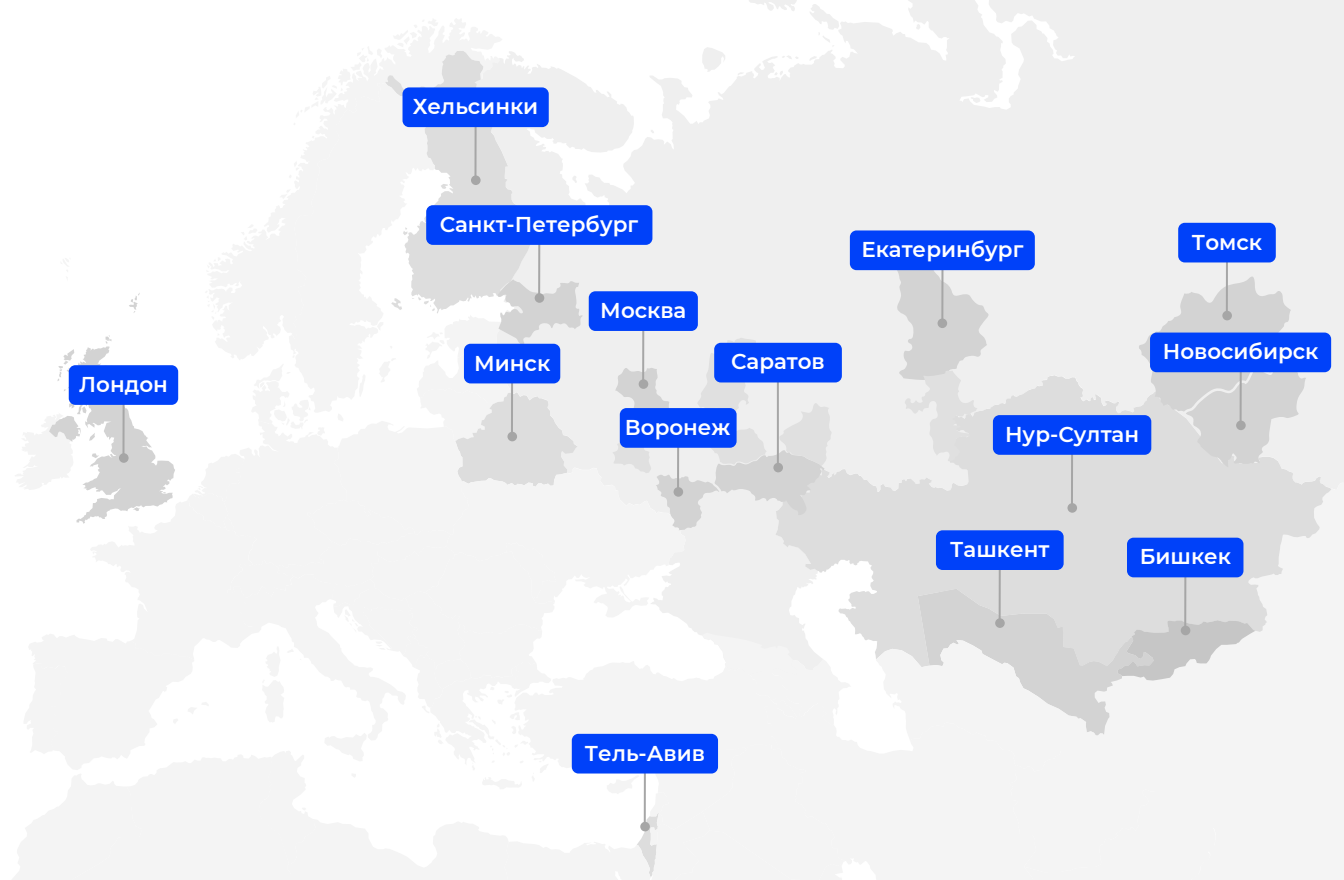 Хельсинки
Санкт-Петербург
Екатеринбург
Томск
Москва
Минск
Саратов
Новосибирск
Лондон
Воронеж
Нур-Султан
Ташкент
Бишкек
Тель-Авив